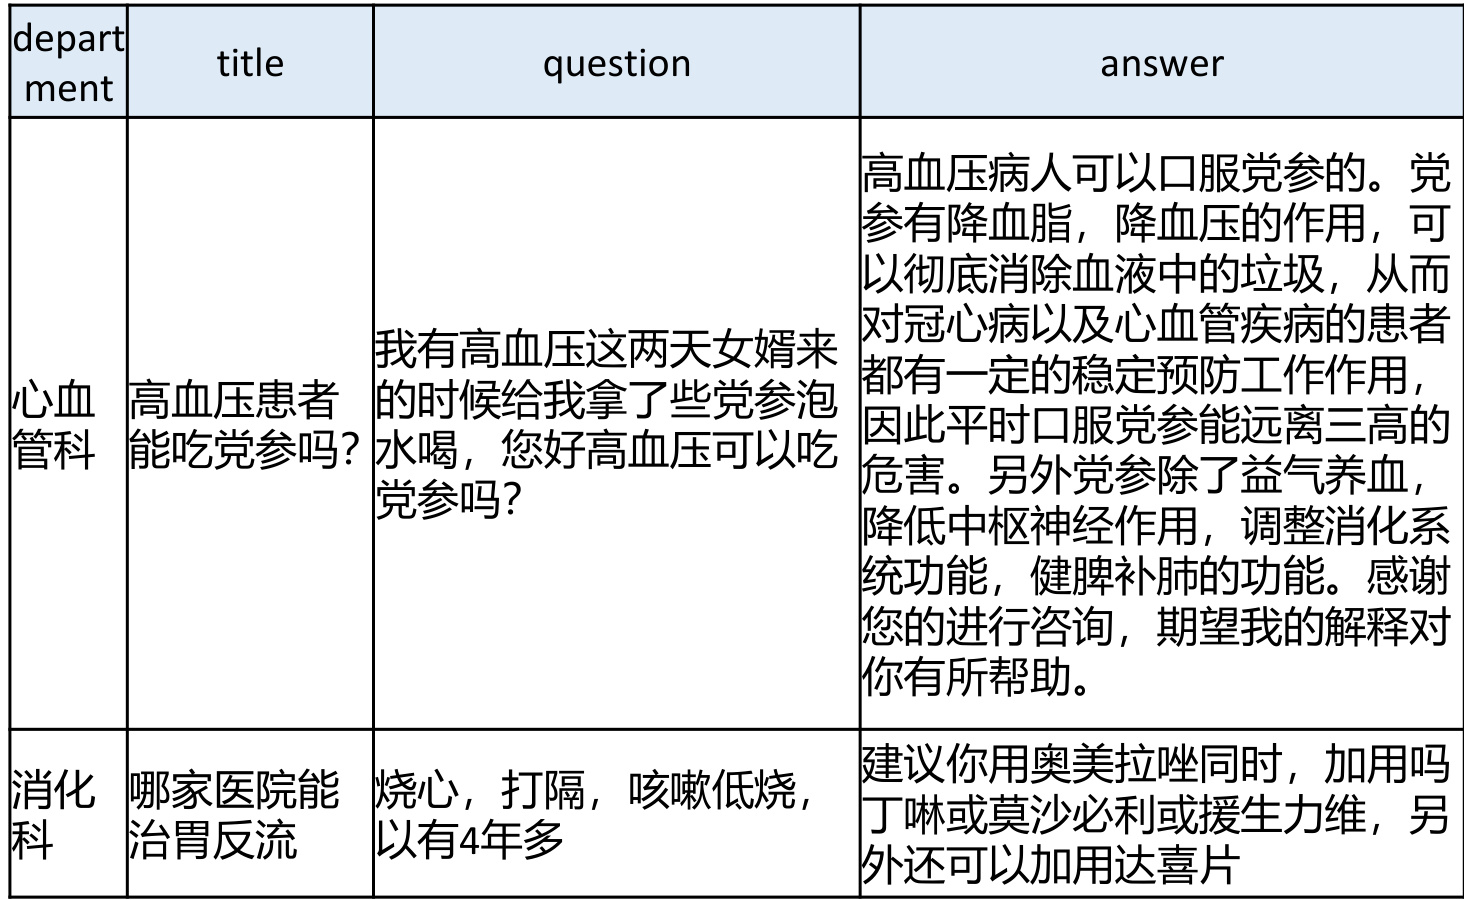 depart
ment
title
question
answer
心血
管科
高血压患者
能吃党参吗？
我有高血压这两天女婿来
的时候给我拿了些党参泡
水喝，您好高血压可以吃
党参吗？
高血压病人可以口服党参的。党
参有降血脂，降血压的作用，可
以彻底消除血液中的垃圾，从而
对冠心病以及心血管疾病的患者
都有一定的稳定预防工作作用，
因此平时口服党参能远离三高的
危害。另外党参除了益气养血，
降低中枢神经作用，调整消化系
统功能，健脾补肺的功能。感谢
您的进行咨询，期望我的解释对
你有所帮助。
消化
科
哪家医院能
治胃反流
烧心，打隔，咳嗽低烧，
以有4年多
建议你用奥美拉唑同时，加用吗
丁啉或莫沙必利或援生力维，另
外还可以加用达喜片